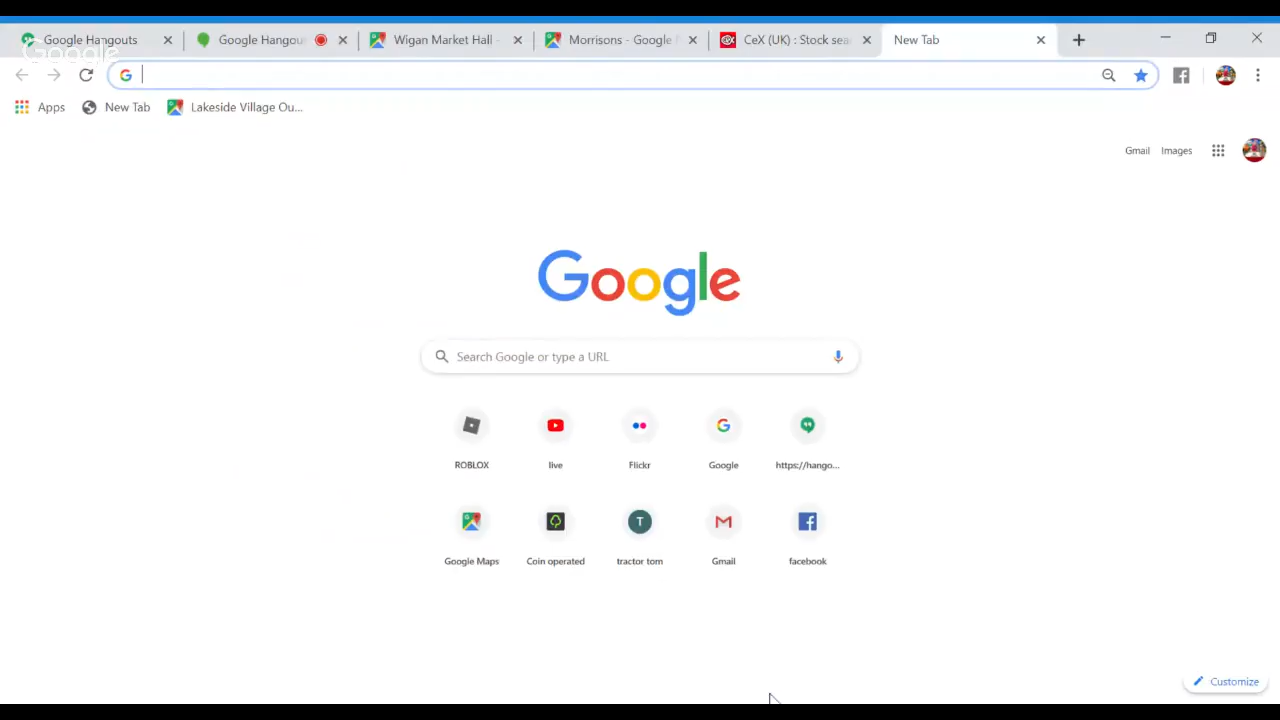 Google Hangouts
Google Hangou
Wigan Market Hall -
Morrisons - Google
CeX (UK) : Stock sea
New Tab
Google
Apps
New Tab
Lakeside Village Ou...
Gmail
Images
Google
Search Google or type a URL
ROBLOX
live
Flickr
Google
https://hango...
Google Maps
Coin operated
T
tractor tom
Gmail
facebook
Customize